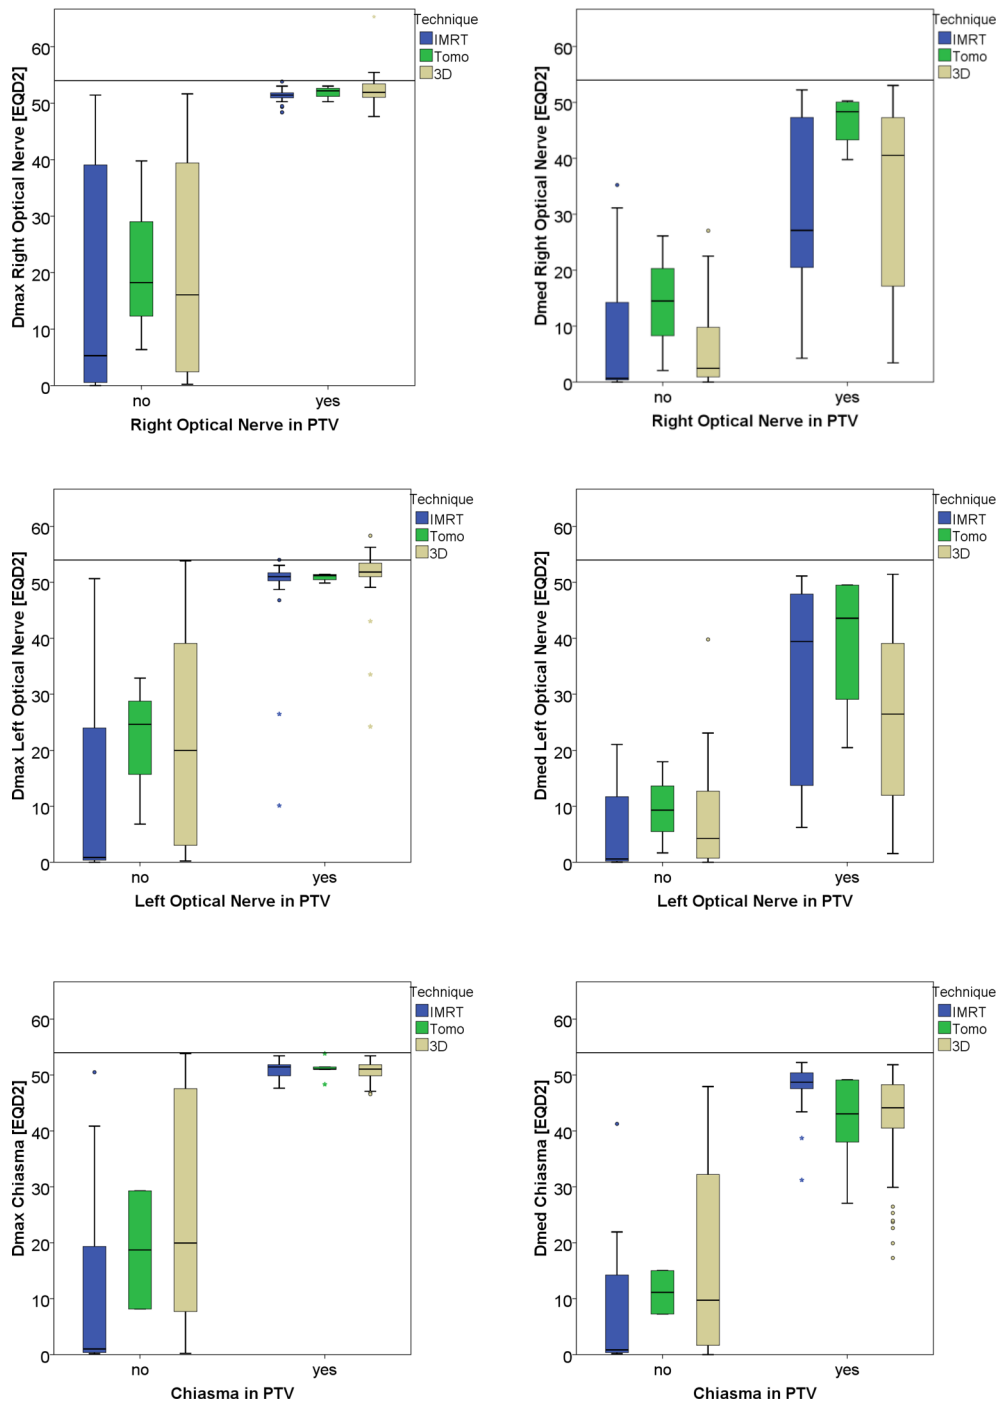 Technique
IMRT
Tomo
3D
Dmax Right Optical Nerve [EQD2]
60
50
40
30
20
10
0
no yes
Right Optical Nerve in PTV
Technique
IMRT
Tomo
3D
Dmed Right Optical Nerve [EQD2]
60
50
40
30
20
10
0
no yes
Right Optical Nerve in PTV
Technique
IMRT
Tomo
3D
Dmax Left Optical Nerve [EQD2]
60
50
40
30
20
10
0
no yes
Left Optical Nerve in PTV
Technique
IMRT
Tomo
3D
Dmed Left Optical Nerve [EQD2]
60
50
40
30
20
10
0
no yes
Left Optical Nerve in PTV
Technique
IMRT
Tomo
3D
Dmax Chiasma [EQD2]
60
50
40
30
20
10
0
no yes
Chiasma in PTV
Technique
IMRT
Tomo
3D
Dmed Chiasma [EQD2]
60
50
40
30
20
10
0
no yes
Chiasma in PTV